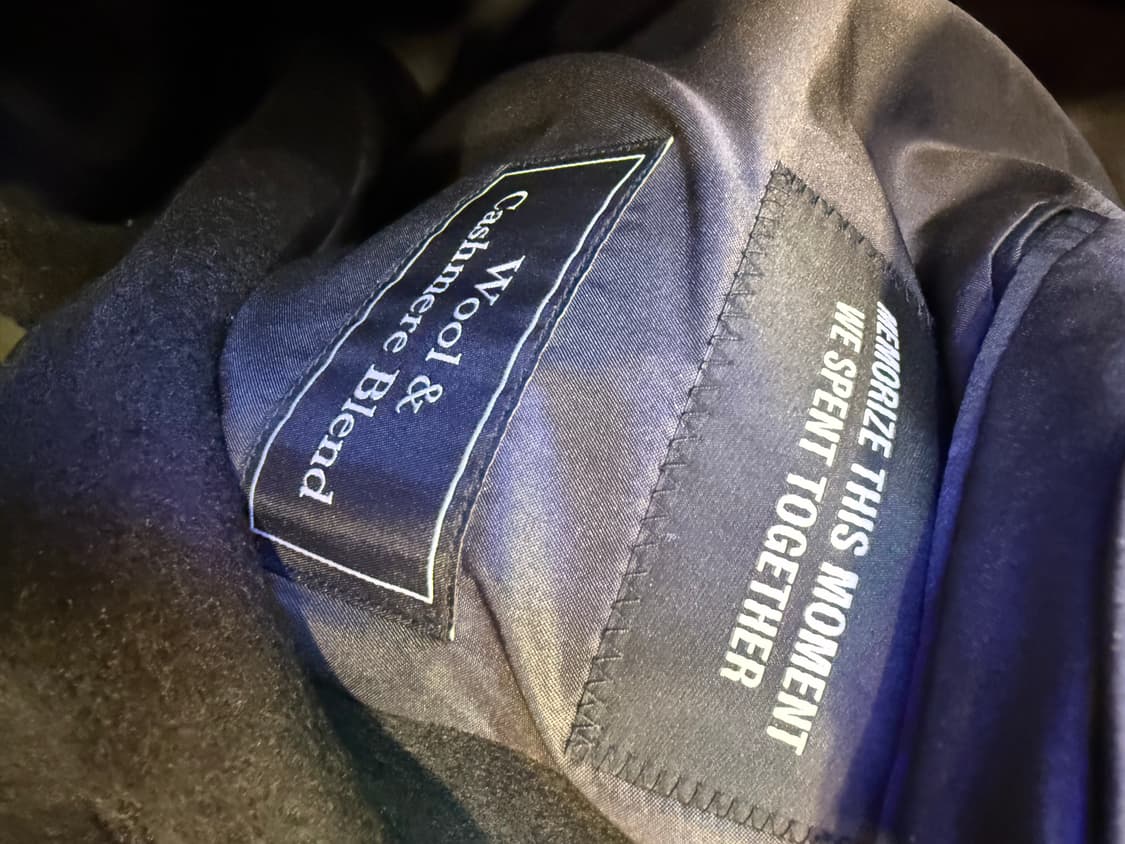 Wool &
Cashmere Blend
MEMORIZE THIS MOMENT
WE SPENT TOGETHER